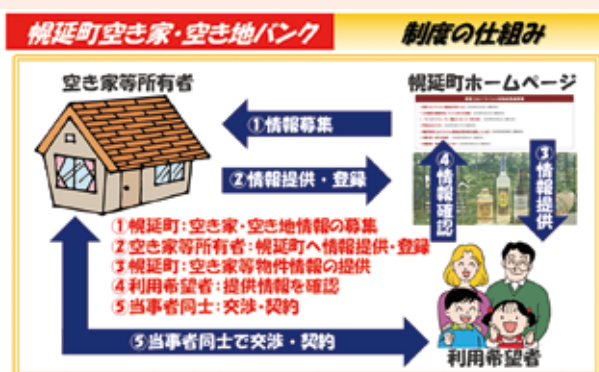 幌延町空き家・空き地バンク 制度の仕組み
空き家等所有者
幌延町ホームページ
①情報募集
②情報提供・登録
④情報確認
③情報提供
①幌延町:空き家・空き地情報の募集
②空き家等所有者:幌延町へ情報提供・登録
③幌延町:空き家等物件情報の提供
④利用希望者:提供情報を確認
⑤当事者同士:交渉・契約
⑤当事者同士で交渉・契約
利用希望者